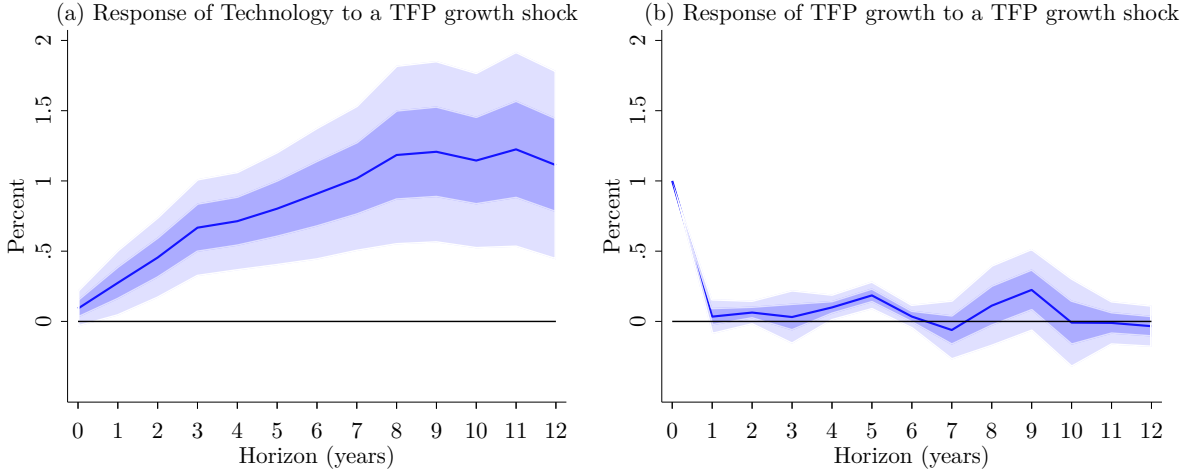 (a) Response of Technology to a TFP growth shock
Percent
2
1.5
1
.5
0
0 1 2 3 4 5 6 7 8 9 10 11 12
Horizon (years)
(b) Response of TFP growth to a TFP growth shock
Percent
2
1.5
1
.5
0
0 1 2 3 4 5 6 7 8 9 10 11 12
Horizon (years)